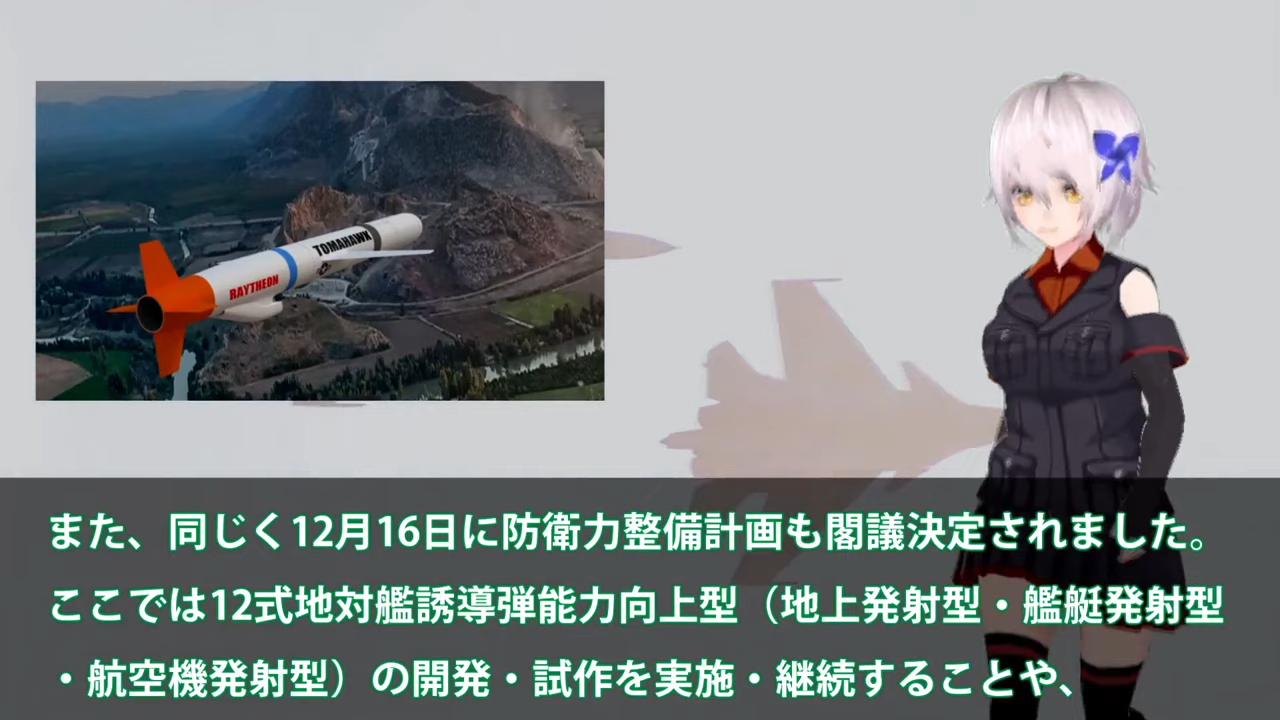 TOMAHAWK
RAYTHEON
また、同じく12月16日に防衛力整備計画も閣議決定されました。
ここでは12式地対艦誘導弾能力向上型（地上発射型・艦艇発射型
・航空機発射型）の開発・試作を実施・継続することや、